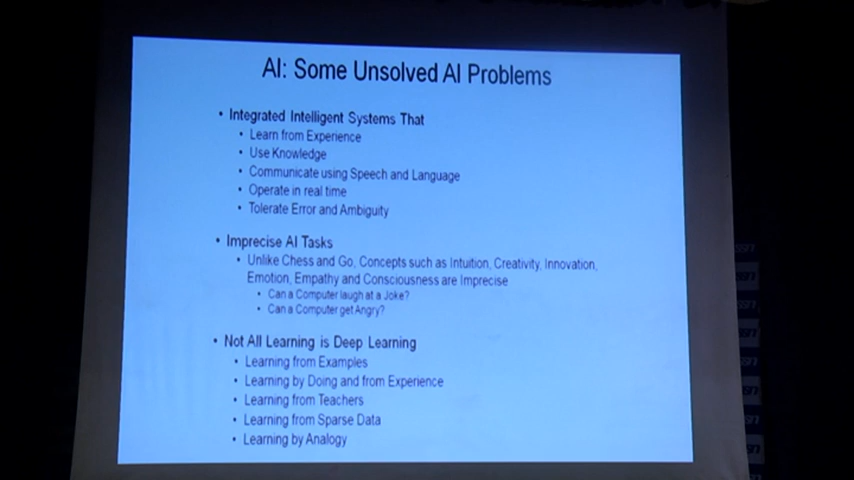 AI: Some Unsolved AI Problems
• Integrated Intelligent Systems That
• Learn from Experience
• Use Knowledge
• Communicate using Speech and Language
• Operate in real time
• Tolerate Error and Ambiguity
• Imprecise AI Tasks
• Unlike Chess and Go, Concepts such as Intuition, Creativity, Innovation,
Emotion, Empathy and Consciousness are Imprecise
• Can a Computer laugh at a Joke?
• Can a Computer get Angry?
• Not All Learning is Deep Learning
• Learning from Examples
• Learning by Doing and from Experience
• Learning from Teachers
• Learning from Sparse Data
• Learning by Analogy